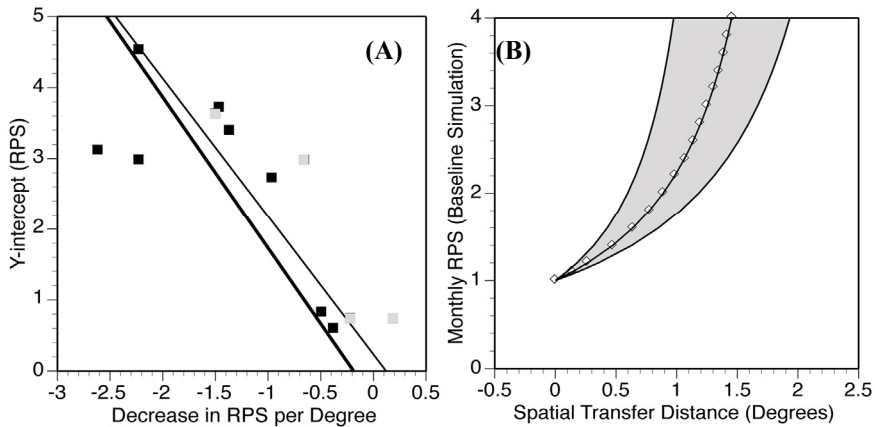 (A)
Y-intercept (RPS)
5
4
3
2
1
0
-3 -2.5 -2 -1.5 -1 -0.5 0 0.5
Decrease in RPS per Degree
(B)
Monthly RPS (Baseline Simulation)
4
3
2
1
0
-0.5 0 0.5 1 1.5 2 2.5
Spatial Transfer Distance (Degrees)